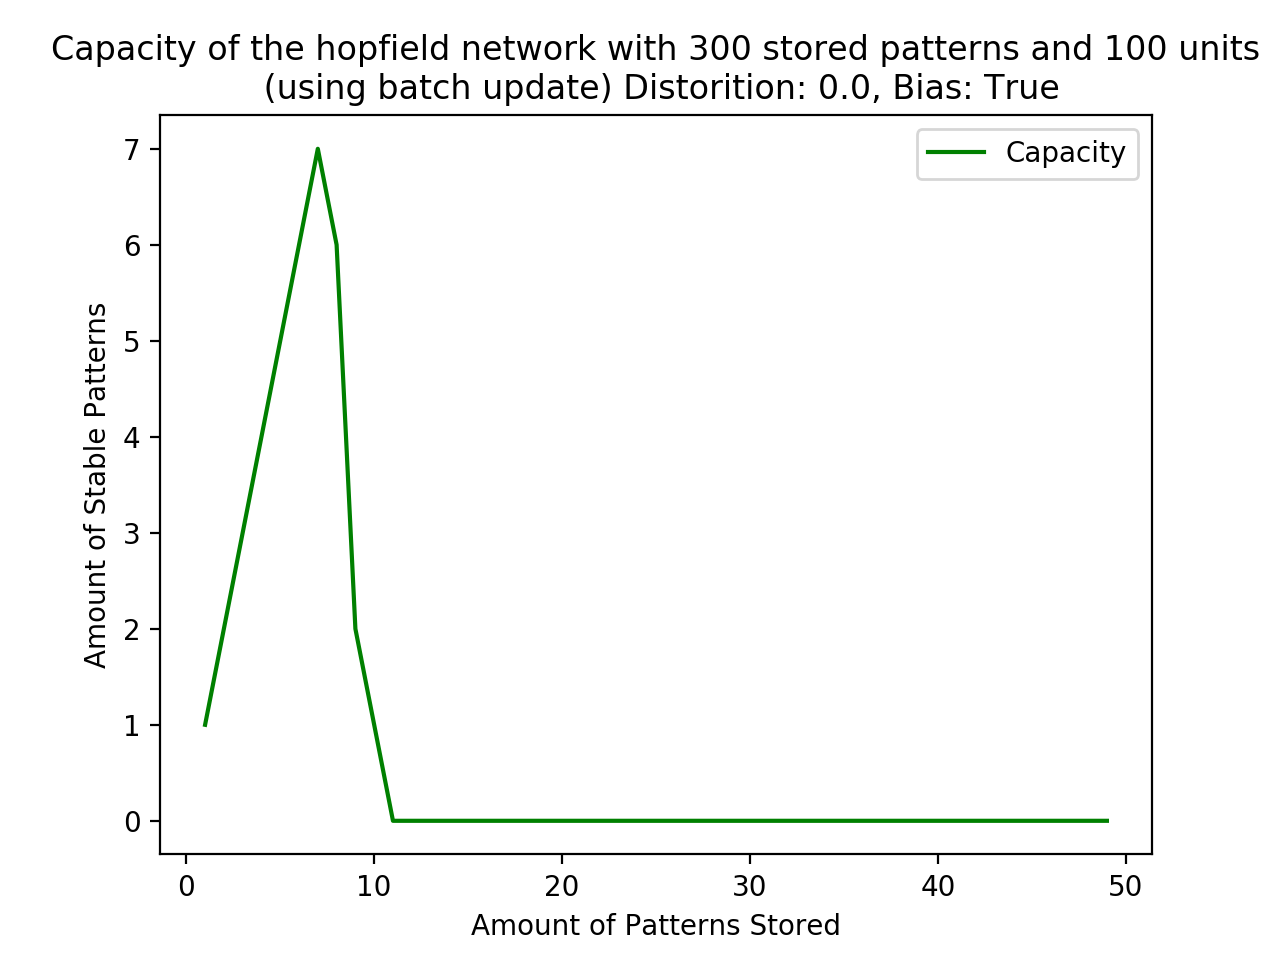 Capacity of the hopfield network with 300 stored patterns and 100 units
(using batch update) Distorition: 0.0, Bias: True
Capacity
7
6
5
4
3
2
1
0
Amount of Stable Patterns
0 10 20 30 40 50
Amount of Patterns Stored